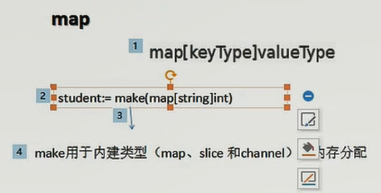 map
1 map[keyType]valueType
2 student:= make(map[string]int)
3
4 make用于内建类型（map、slice 和channel）内存分配